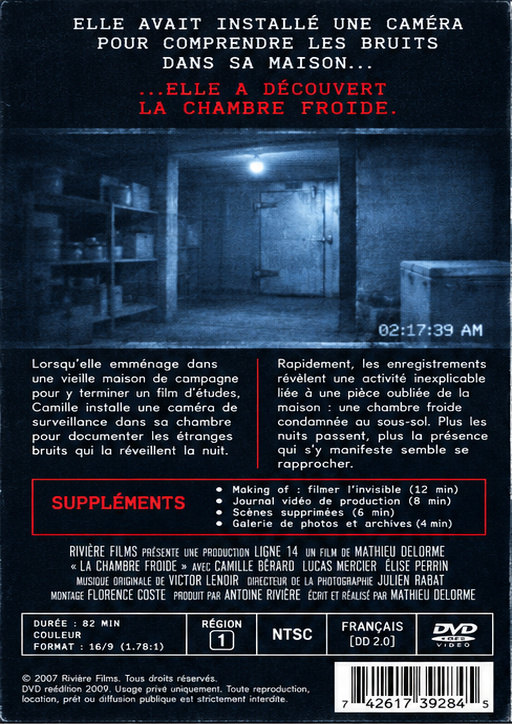 ELLE AVAIT INSTALLÉ UNE CAMÉRA
POUR COMPRENDRE LES BRUITS
DANS SA MAISON...
...ELLE A DÉCOUVERT
LA CHAMBRE FROIDE.
02:17:39 AM
Lorsqu'elle emménage dans
une vieille maison de campagne
pour y terminer un film d'études,
Camille installe une caméra de
surveillance dans sa chambre
pour documenter les étranges
bruits qui la réveillent la nuit.
Rapidement, les enregistrements
révèlent une activité inexplicable
liée à une pièce oubliée de la
maison : une chambre froide
condamnée au sous-sol. Plus les
nuits passent, plus la présence
qui s'y manifeste semble se
rapprocher.
SUPPLÉMENTS
• Making of : filmer l'invisible (12 min)
• Journal vidéo de production (8 min)
• Scènes supprimées (6 min)
• Galerie de photos et archives (4 min)
RIVIÈRE FILMS PRÉSENTE UNE PRODUCTION LIGNE 14 UN FILM DE MATHIEU DELORME
« LA CHAMBRE FROIDE » AVEC CAMILLE BÉRARD LUCAS MERCIER ÉLISE PERRIN
MUSIQUE ORIGINALE DE VICTOR LENOIR DIRECTEUR DE LA PHOTOGRAPHIE JULIEN RABAT
MONTAGE FLORENCE COSTE PRODUIT PAR ANTOINE RIVIÈRE ÉCRIT ET RÉALISÉ PAR MATHIEU DELORME
DURÉE : 82 MIN
COULEUR
FORMAT : 16/9 (1.78:1)
RÉGION
1
NTSC
FRANÇAIS
[DD 2.0]
DVD
VIDEO
© 2007 Rivière Films. Tous droits réservés.
DVD réédition 2009. Usage privé uniquement. Toute reproduction,
location, prêt ou diffusion publique est strictement interdite.
7 42617 39284 5